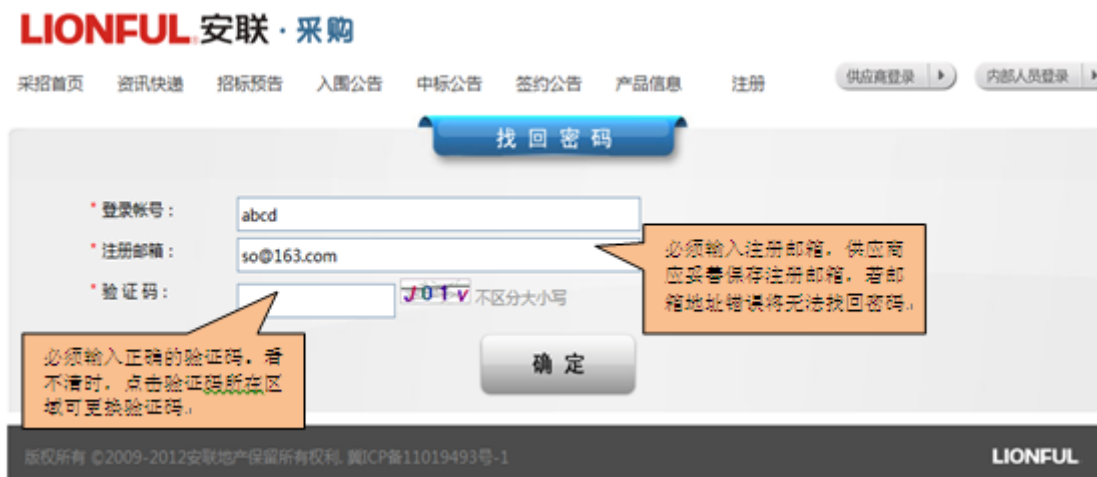 LIONFUL 安联·采购
采招首页 资讯快递 招标预告 入围公告 中标公告 签约公告 产品信息 注册 供应商登录 内部人员登录
找回密码
* 登录帐号： abcd
* 注册邮箱： so@163.com
* 验证码： J01V 不区分大小写
必须输入注册邮箱，供应商
应妥善保存注册邮箱，若邮
箱地址错误将无法找回密码。
必须输入正确的验证码，看
不清时，点击验证码所在区
域可更换验证码。
确定
版权所有 ©2009-2012安联地产保留所有权利. 冀ICP备11019493号-1
LIONFUL